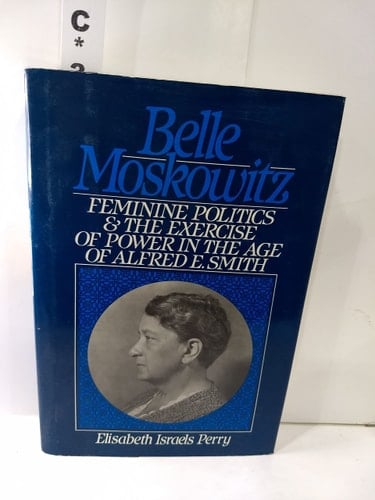 C
*
Belle
Moskowitz
FEMININE POLITICS
& THE EXERCISE
OF POWER IN THE AGE
OF ALFRED E. SMITH
Elisabeth Israels Perry